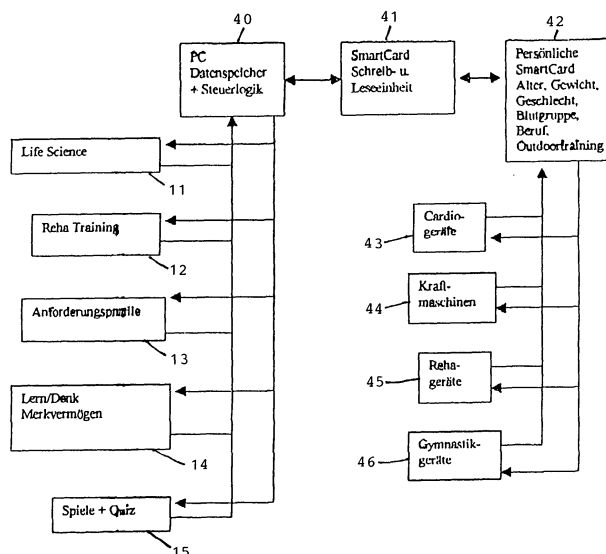 40
41
42
PC
Datenspeicher
+ Steuerlogik
SmartCard
Schreib- u.
Leseeinheit
Persönliche
SmartCard
Alter, Gewicht,
Geschlecht,
Blutgruppe,
Beruf,
Outdoortraining
Life Science
11
Reha Training
12
Anforderungsprofile
13
Lern/Denk
Merkvermögen
14
Spiele + Quiz
15
Cardio-
geräte
43
Kraft-
maschinen
44
Reha-
geräte
45
Gymnastik-
geräte
46